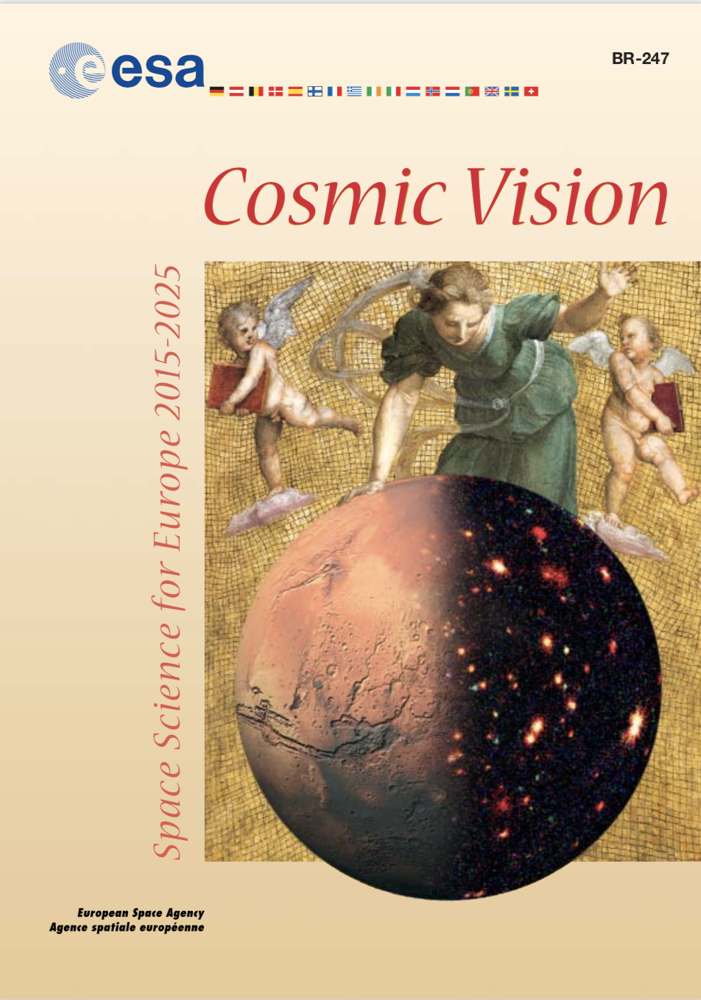 esa
BR-247
Cosmic Vision
Space Science for Europe 2015-2025
European Space Agency
Agence spatiale européenne